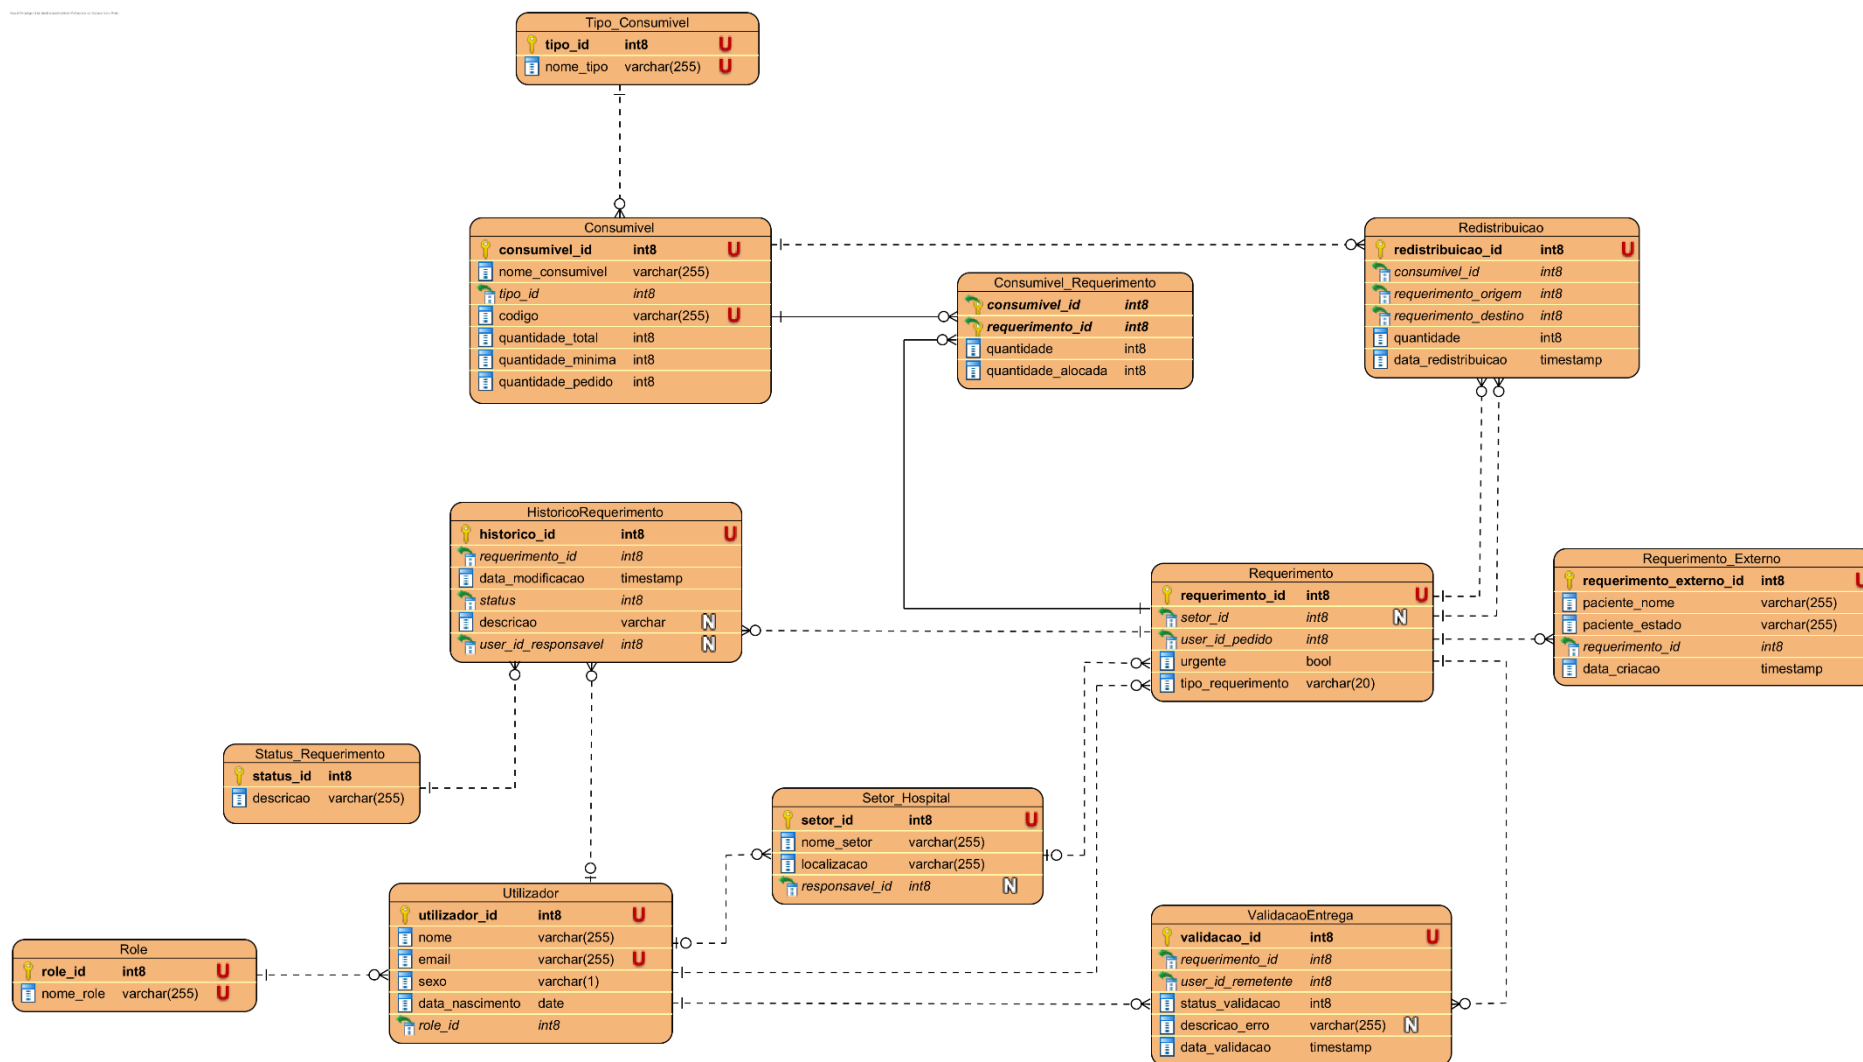 Tipo_Consumivel
tipo_id int8 U
nome_tipo varchar(255) U
Consumivel
consumivel_id int8 U
nome_consumivel varchar(255)
tipo_id int8
codigo varchar(255) U
quantidade_total int8
quantidade_minima int8
quantidade_pedido int8
Consumivel_Requerimento
consumivel_id int8
requerimento_id int8
quantidade int8
quantidade_alocada int8
Redistribuicao
redistribuicao_id int8 U
consumivel_id int8
requerimento_origem int8
requerimento_destino int8
quantidade int8
data_redistribuicao timestamp
HistoricoRequerimento
historico_id int8 U
requerimento_id int8
data_modificacao timestamp
status int8
descricao varchar N
user_id_responsavel int8 N
Requerimento
requerimento_id int8 U
setor_id int8 N
user_id_pedido int8
urgente bool
tipo_requerimento varchar(20)
Requerimento_Externo
requerimento_externo_id int8 U
paciente_nome varchar(255)
paciente_estado varchar(255)
requerimento_id int8
data_criacao timestamp
Status_Requerimento
status_id int8
descricao varchar(255)
Setor_Hospital
setor_id int8 U
nome_setor varchar(255)
localizacao varchar(255)
responsavel_id int8 N
Utilizador
utilizador_id int8 U
nome varchar(255)
email varchar(255) U
sexo varchar(1)
data_nascimento date
role_id int8
Role
role_id int8 U
nome_role varchar(255) U
ValidacaoEntrega
validacao_id int8 U
requerimento_id int8
user_id_remetente int8
status_validacao int8
descricao_erro varchar(255) N
data_validacao timestamp